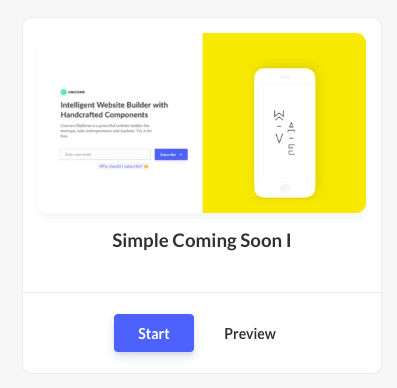 UNICORN
Intelligent Website Builder with
Handcrafted Components
Unicorn Platform is a powerful website builder for
startups, solo entrepreneurs and hackers. Try it for
free.
Enter your email
Subscribe
Why should I subscribe?
Simple Coming Soon I
Start
Preview